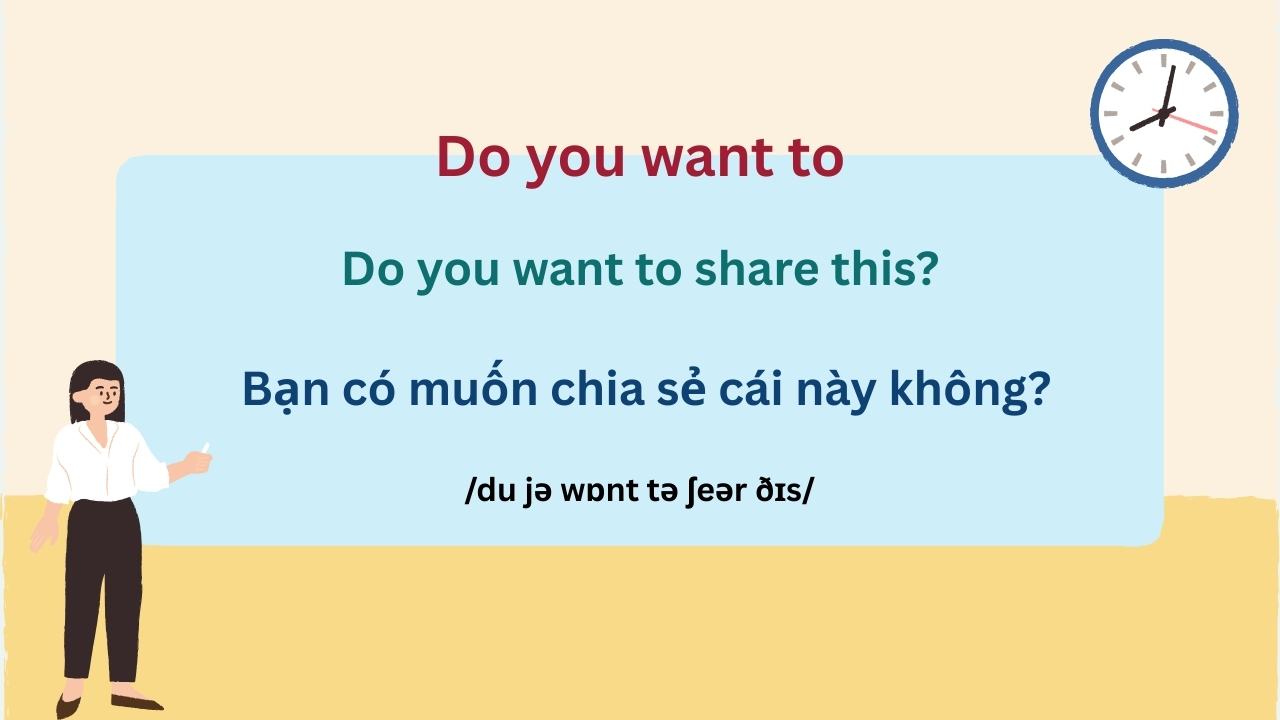 Do you want to
Do you want to share this?
Bạn có muốn chia sẻ cái này không?
/du jə wɒnt tə ʃeər ðɪs/